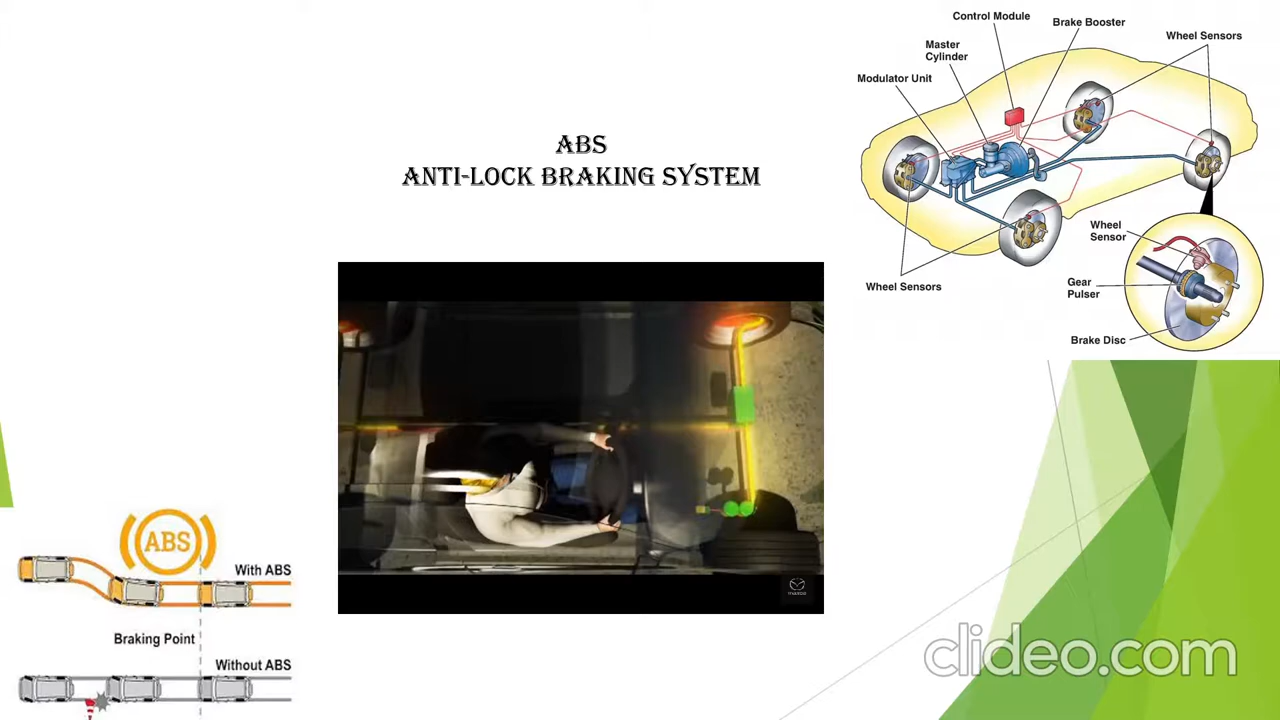 ABS
ANTI-LOCK BRAKING SYSTEM
Control Module
Brake Booster
Wheel Sensors
Master
Cylinder
Modulator Unit
Wheel
Sensor
Gear
Pulser
Wheel Sensors
Brake Disc
mazda
ABS
With ABS
Braking Point
Without ABS
clideo.com